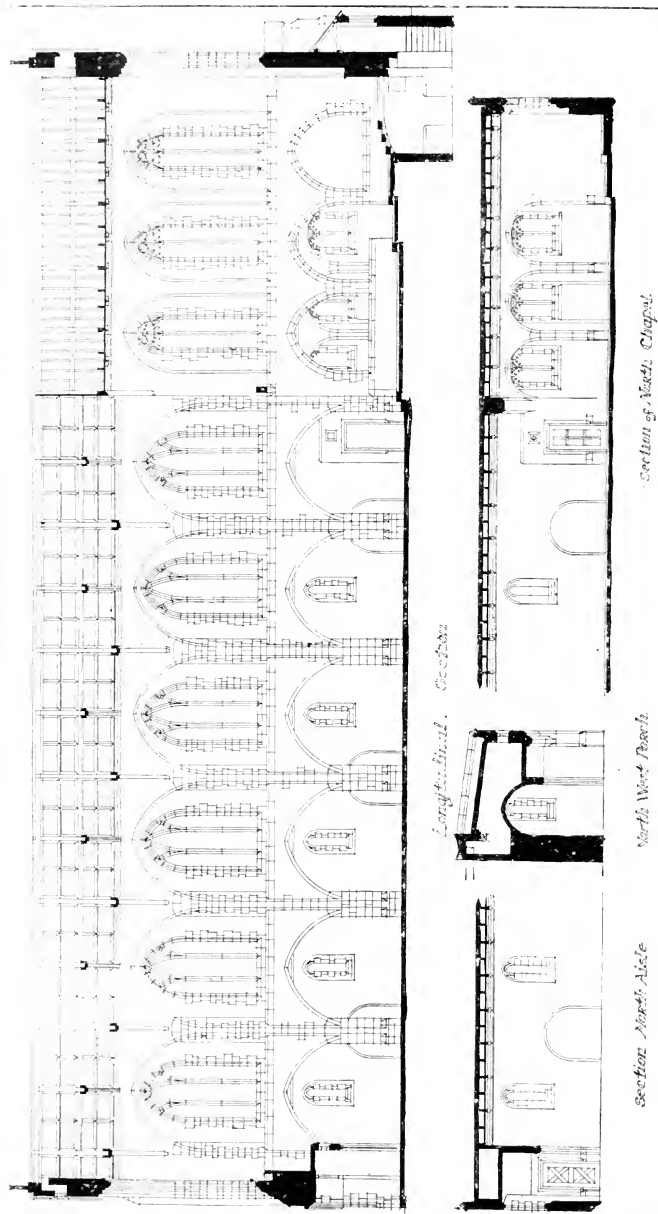 Longitudinal. Section
Section North Aisle
North West Porch
Section of North Chapel